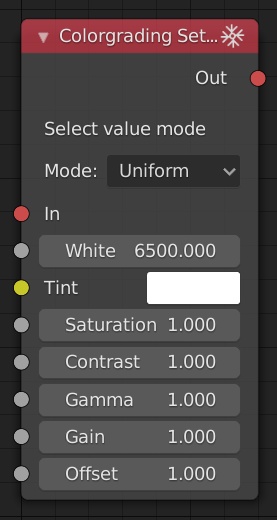 Colorgrading Set...
Out
Select value mode
Mode: Uniform
In
White 6500.000
Tint
Saturation 1.000
Contrast 1.000
Gamma 1.000
Gain 1.000
Offset 1.000